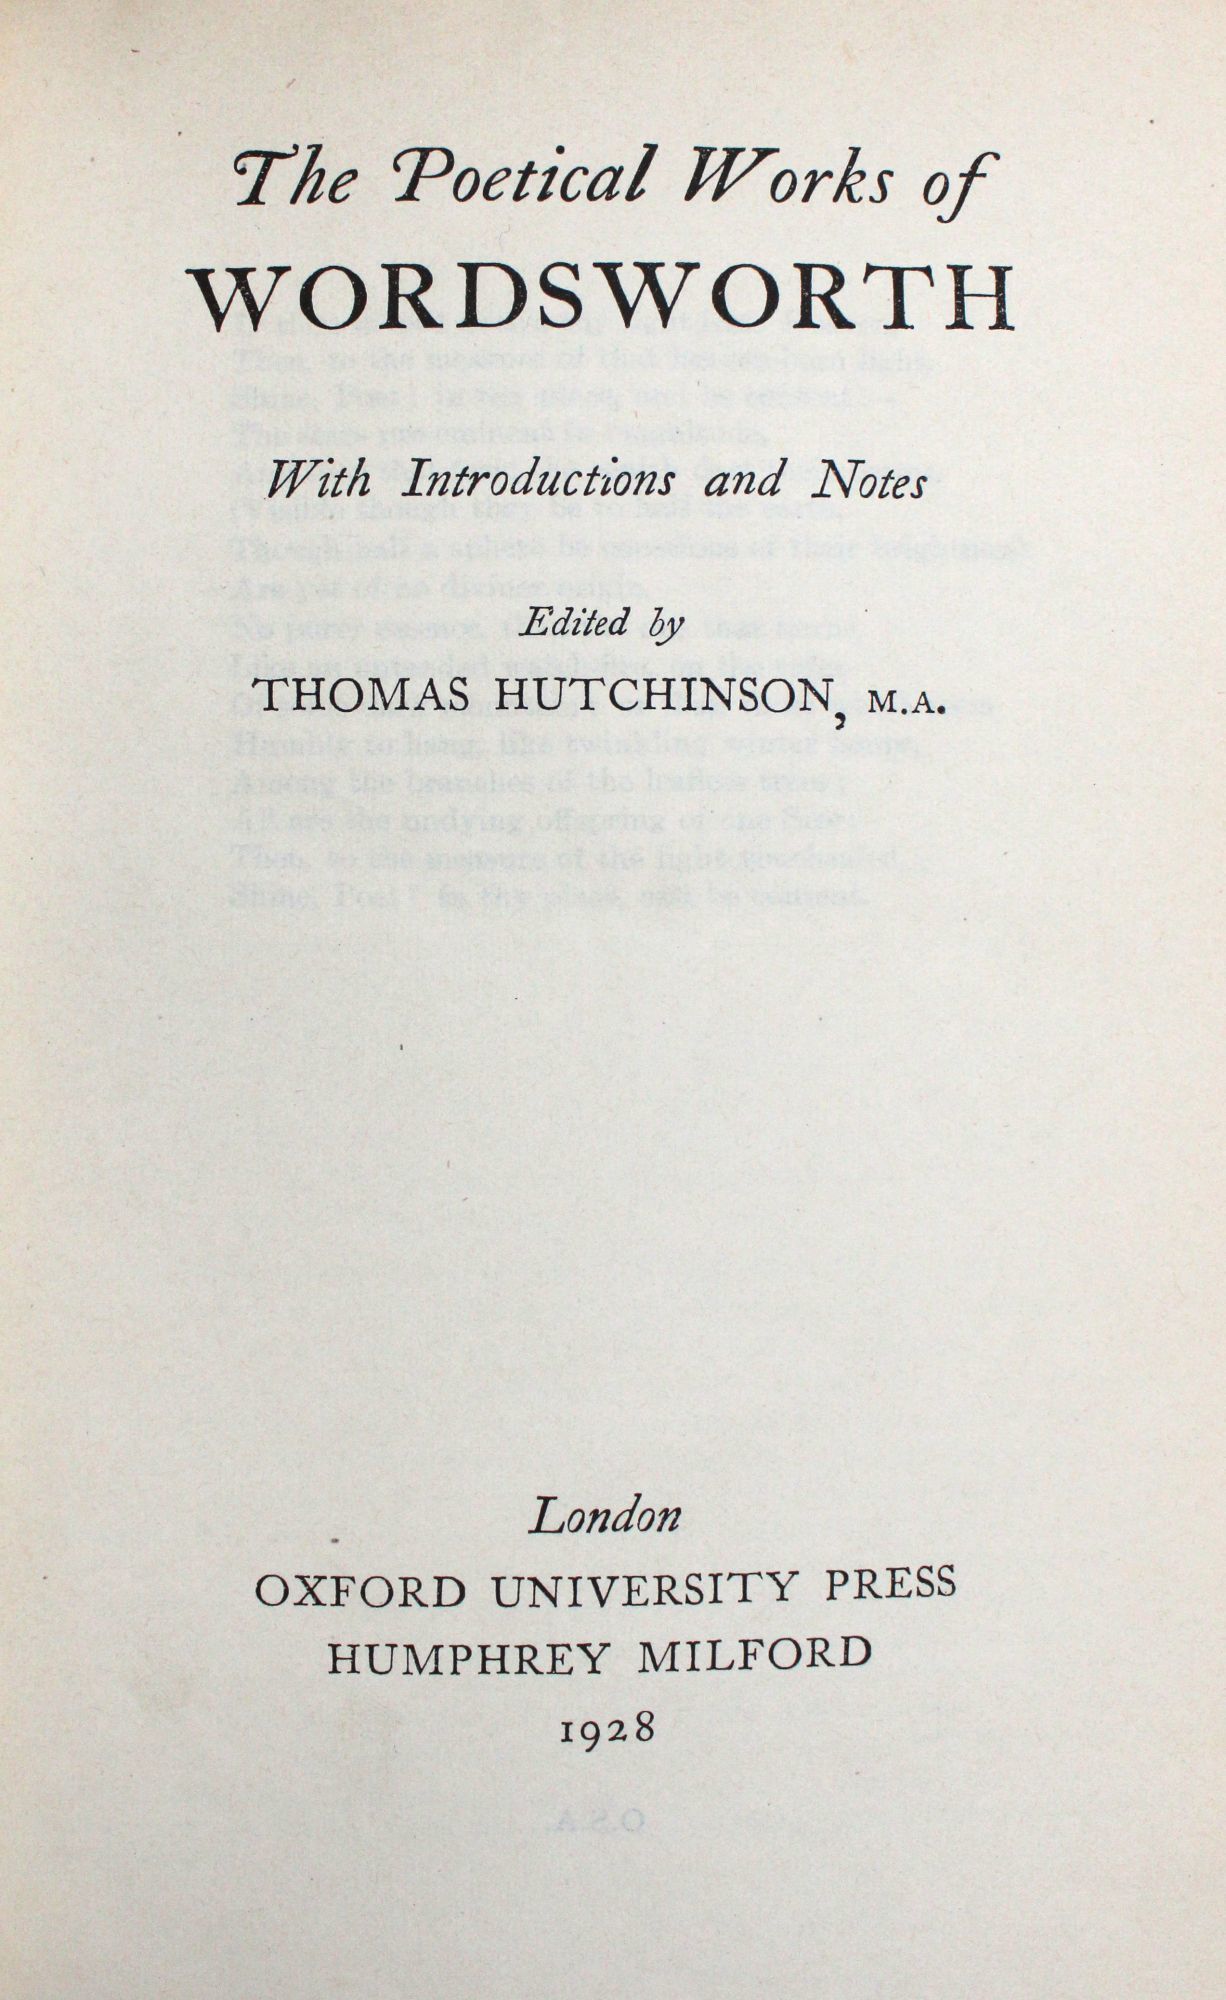 The Poetical Works of
WORDSWORTH
With Introductions and Notes
Edited by
THOMAS HUTCHINSON, M.A.
London
OXFORD UNIVERSITY PRESS
HUMPHREY MILFORD
1928